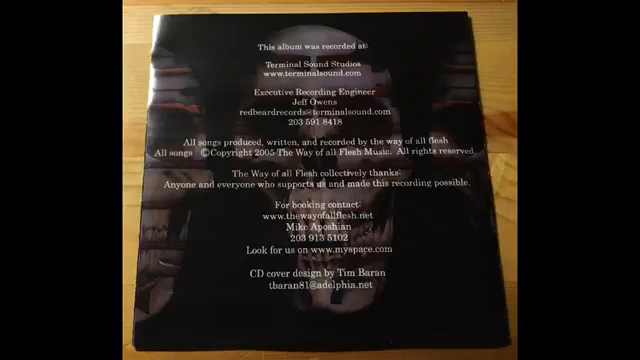 This album was recorded at:
Terminal Sound Studios
www.terminalsound.com
Executive Recording Engineer
Jeff Owens
redbeardrecords@terminalsound.com
203 591 8418
All songs produced, written, and recorded by the way of all flesh
All songs ©Copyright 2005 The Way of all Flesh Music. All rights reserved.
The Way of all Flesh collectively thanks:
Anyone and everyone who supports us and made this recording possible.
For booking contact:
www.thewayofallflesh.net
Mike Aposhian
203 913 5102
Look for us on www.myspace.com
CD cover design by Tim Baran
tbaran81@adelphia.net